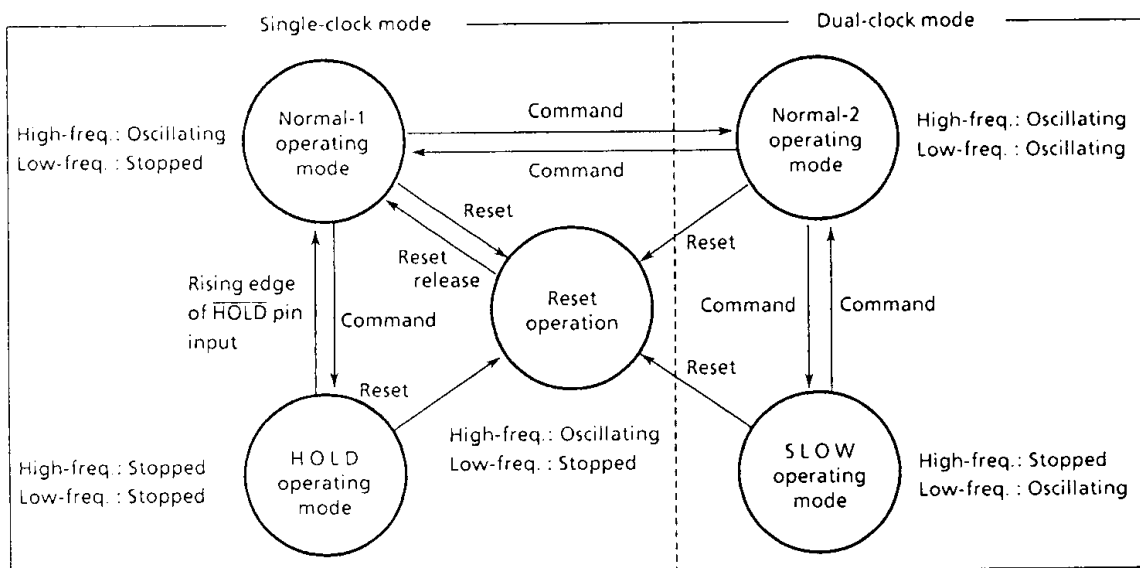 Single-clock mode
Dual-clock mode
Normal-1
operating
mode
High-freq.: Oscillating
Low-freq. : Stopped
Command
Command
Normal-2
operating
mode
High-freq.: Oscillating
Low-freq. : Oscillating
Reset
Reset
release
Reset
Rising edge
of H̅O̅L̅D̅ pin
input
Command
Reset
operation
Command
Command
Reset
Reset
High-freq.: Oscillating
Low-freq. : Stopped
HOLD
operating
mode
High-freq.: Stopped
Low-freq. : Stopped
SLOW
operating
mode
High-freq.: Stopped
Low-freq. : Oscillating